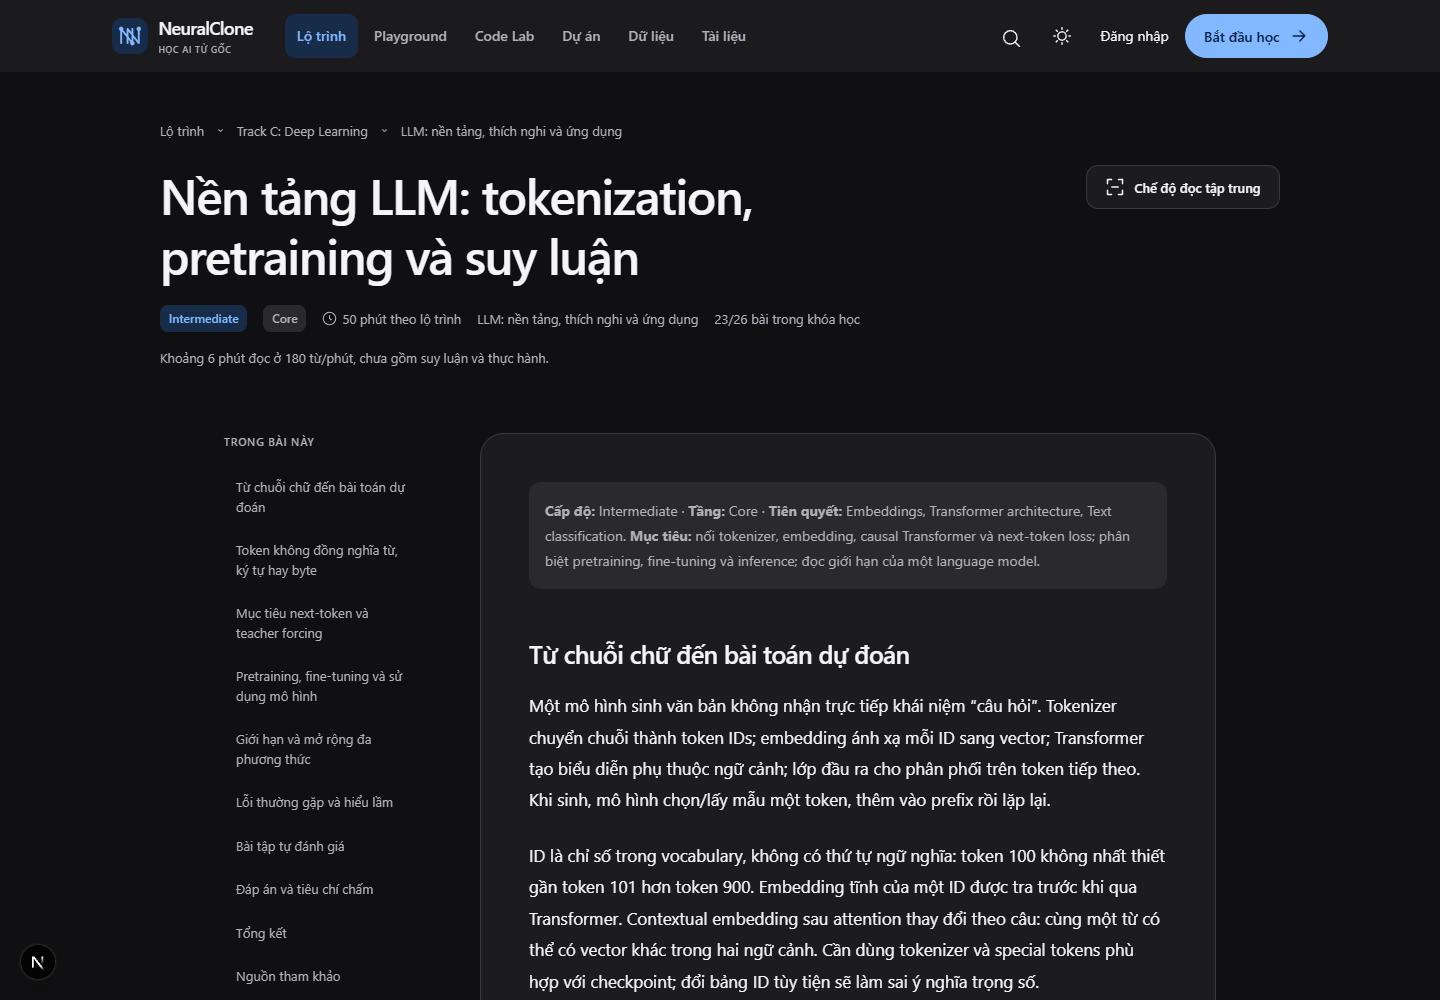 NeuralClone
HỌC AI TỪ GỐC
Lộ trình
Playground
Code Lab
Dự án
Dữ liệu
Tài liệu
Đăng nhập
Bắt đầu học
Lộ trình
Track C: Deep Learning
LLM: nền tảng, thích nghi và ứng dụng
Nền tảng LLM: tokenization,
pretraining và suy luận
Chế độ đọc tập trung
Intermediate
Core
50 phút theo lộ trình
LLM: nền tảng, thích nghi và ứng dụng
23/26 bài trong khóa học
Khoảng 6 phút đọc ở 180 từ/phút, chưa gồm suy luận và thực hành.
TRONG BÀI NÀY
Từ chuỗi chữ đến bài toán dự
đoán
Token không đồng nghĩa từ,
ký tự hay byte
Mục tiêu next-token và
teacher forcing
Pretraining, fine-tuning và sử
dụng mô hình
Giới hạn và mở rộng đa
phương thức
Lỗi thường gặp và hiểu lầm
Bài tập tự đánh giá
Đáp án và tiêu chí chấm
Tổng kết
Nguồn tham khảo
Cấp độ: Intermediate · Tầng: Core · Tiên quyết: Embeddings, Transformer architecture, Text
classification. Mục tiêu: nối tokenizer, embedding, causal Transformer và next-token loss; phân
biệt pretraining, fine-tuning và inference; đọc giới hạn của một language model.
Từ chuỗi chữ đến bài toán dự đoán
Một mô hình sinh văn bản không nhận trực tiếp khái niệm “câu hỏi”. Tokenizer
chuyển chuỗi thành token IDs; embedding ánh xạ mỗi ID sang vector; Transformer
tạo biểu diễn phụ thuộc ngữ cảnh; lớp đầu ra cho phân phối trên token tiếp theo.
Khi sinh, mô hình chọn/lấy mẫu một token, thêm vào prefix rồi lặp lại.
ID là chỉ số trong vocabulary, không có thứ tự ngữ nghĩa: token 100 không nhất thiết
gần token 101 hơn token 900. Embedding tĩnh của một ID được tra trước khi qua
Transformer. Contextual embedding sau attention thay đổi theo câu: cùng một từ có
thể có vector khác trong hai ngữ cảnh. Cần dùng tokenizer và special tokens phù
hợp với checkpoint; đổi bảng ID tùy tiện sẽ làm sai ý nghĩa trọng số.
N